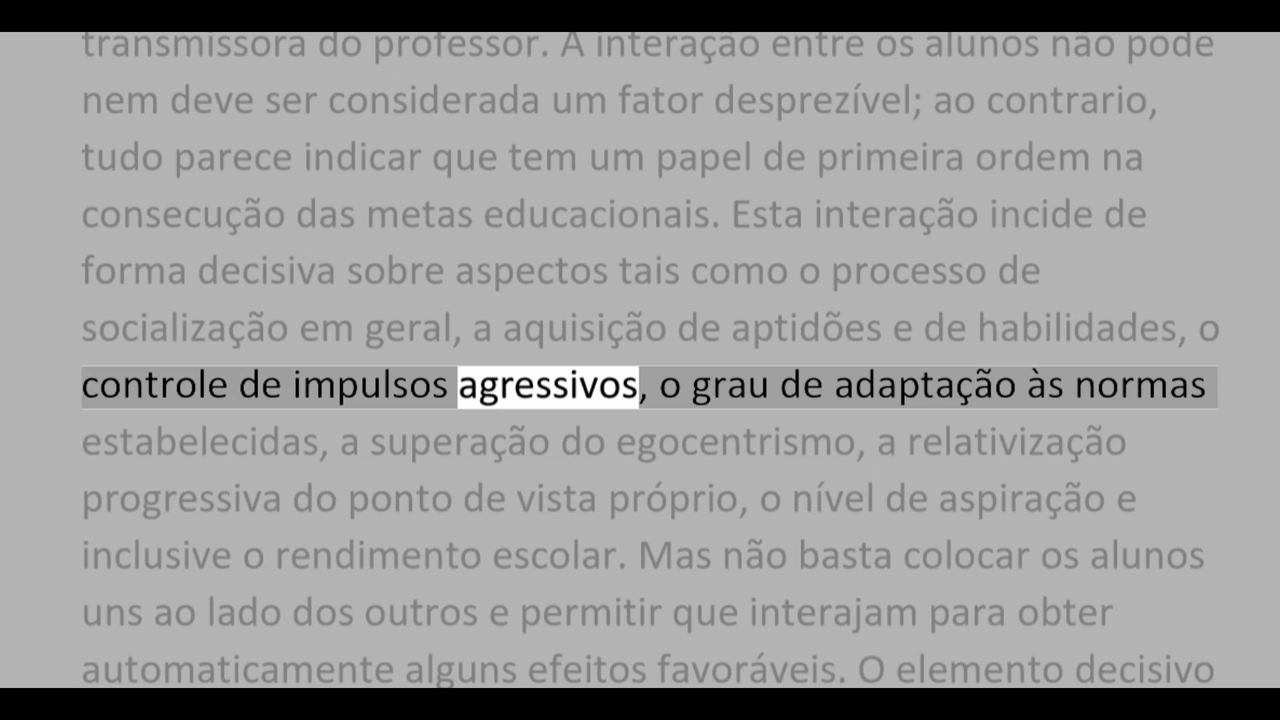 transmissora do professor. A interação entre os alunos não pode
nem deve ser considerada um fator desprezível; ao contrario,
tudo parece indicar que tem um papel de primeira ordem na
consecução das metas educacionais. Esta interação incide de
forma decisiva sobre aspectos tais como o processo de
socialização em geral, a aquisição de aptidões e de habilidades, o
controle de impulsos agressivos, o grau de adaptação às normas
estabelecidas, a superação do egocentrismo, a relativização
progressiva do ponto de vista próprio, o nível de aspiração e
inclusive o rendimento escolar. Mas não basta colocar os alunos
uns ao lado dos outros e permitir que interajam para obter
automaticamente alguns efeitos favoráveis. O elemento decisivo